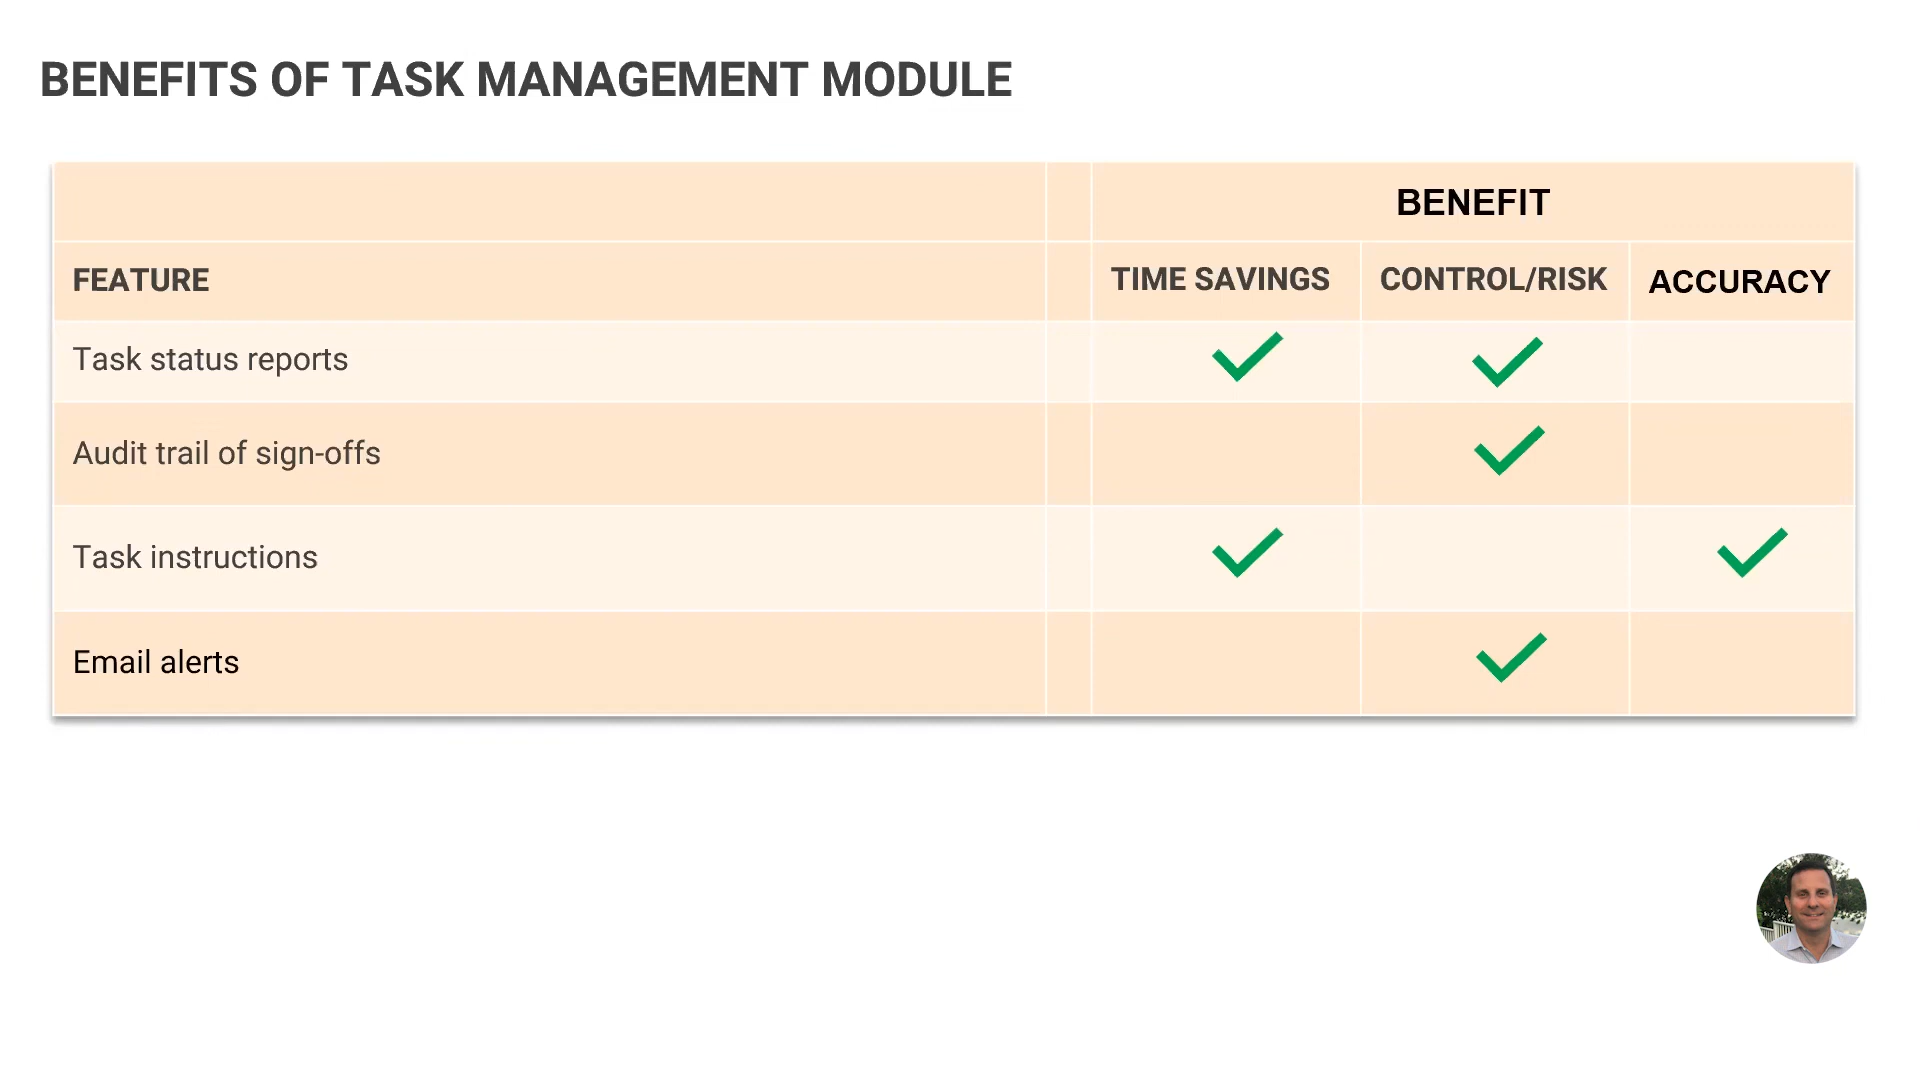 BENEFITS OF TASK MANAGEMENT MODULE
BENEFIT
FEATURE TIME SAVINGS CONTROL/RISK ACCURACY
Task status reports
Audit trail of sign-offs
Task instructions
Email alerts